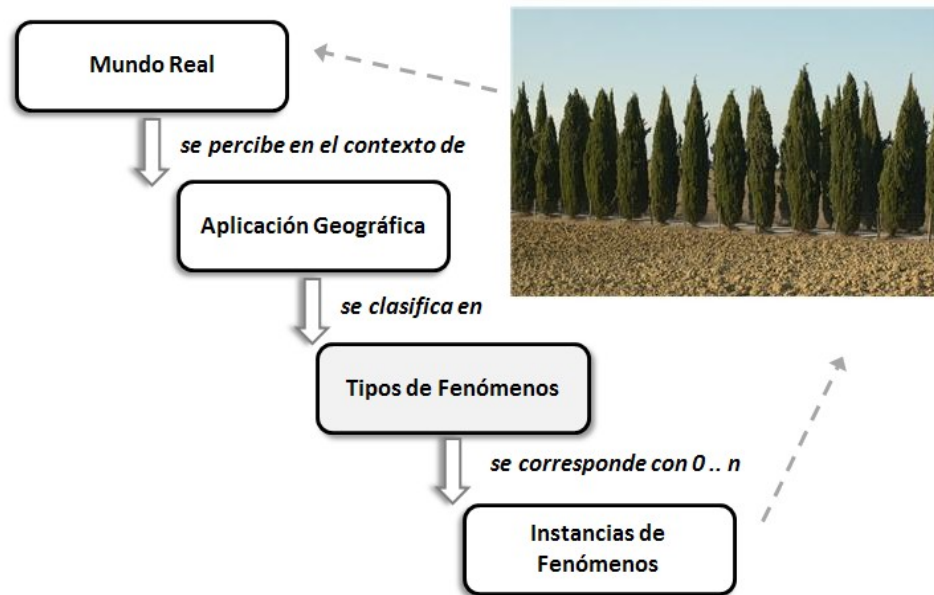 Mundo Real
se percibe en el contexto de
Aplicación Geográfica
se clasifica en
Tipos de Fenómenos
se corresponde con 0 .. n
Instancias de
Fenómenos